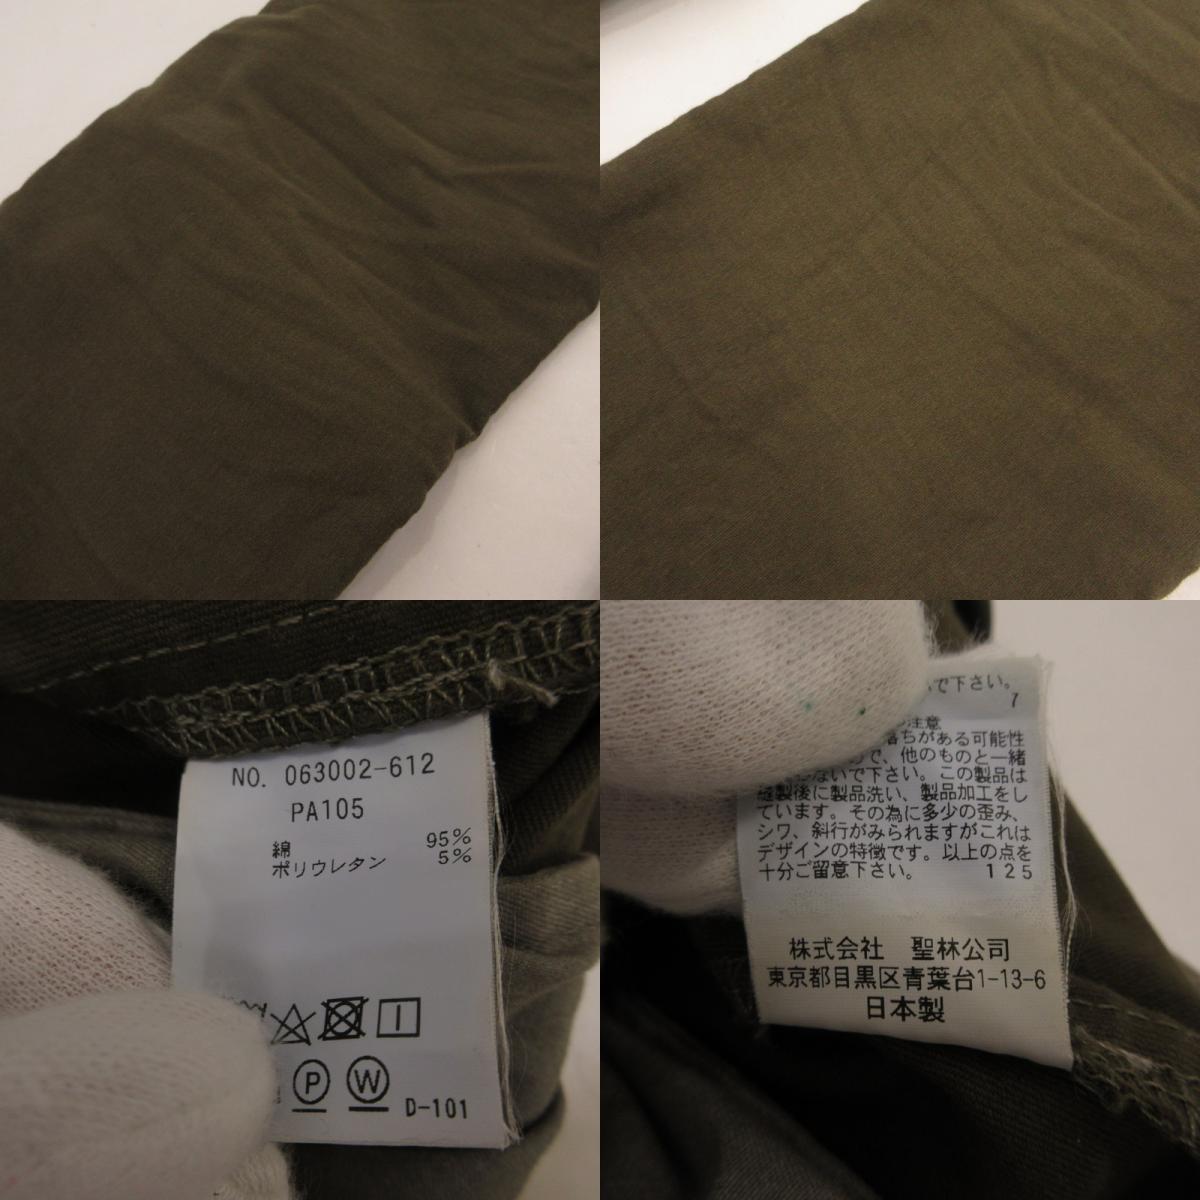 NO. 063002-612
PA105
綿 95%
ポリウレタン 5%
P W
D-101
で下さい。
7
注意
落ちがある可能性
ので、他のものと一緒
しないで下さい。この製品は
縫製後に製品洗い、製品加工をし
ています。その為に多少の歪み、
シワ、斜行がみられますがこれは
デザインの特徴です。以上の点を
十分ご留意下さい。 125
株式会社 聖林公司
東京都目黒区青葉台1-13-6
日本製